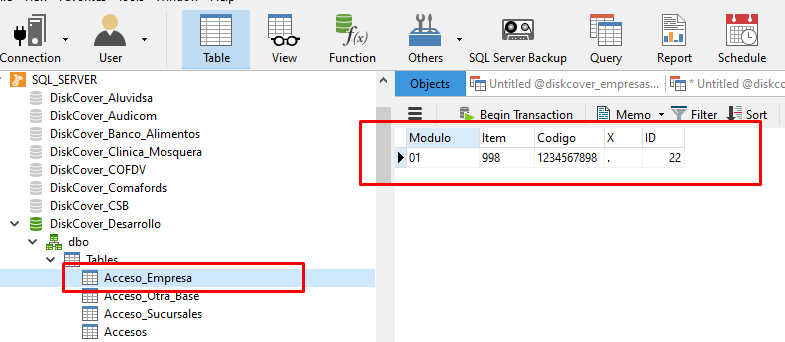 Connection User Table View Function Others SQL Server Backup Query Report Schedule
SQL_SERVER
DiskCover_Aluvidsa
DiskCover_Audicom
DiskCover_Banco_Alimentos
DiskCover_Clinica_Mosquera
DiskCover_COFDV
DiskCover_Comafords
DiskCover_CSB
DiskCover_Desarrollo
dbo
Tables
Acceso_Empresa
Acceso_Otra_Base
Acceso_Sucursales
Accesos
Objects Untitled @diskcover_empresas... * Untitled @diskco
Begin Transaction Memo Filter Sort
Modulo Item Codigo X ID
01 998 1234567898 . 22